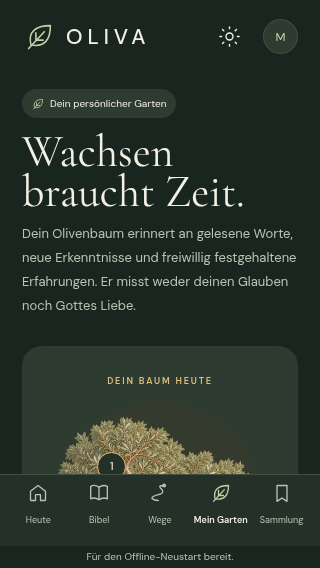 OLIVA
M
Dein persönlicher Garten
Wachsen
braucht Zeit.
Dein Olivenbaum erinnert an gelesene Worte,
neue Erkenntnisse und freiwillig festgehaltene
Erfahrungen. Er misst weder deinen Glauben
noch Gottes Liebe.
DEIN BAUM HEUTE
1
Heute
Bibel
Wege
Mein Garten
Sammlung
Für den Offline-Neustart bereit.